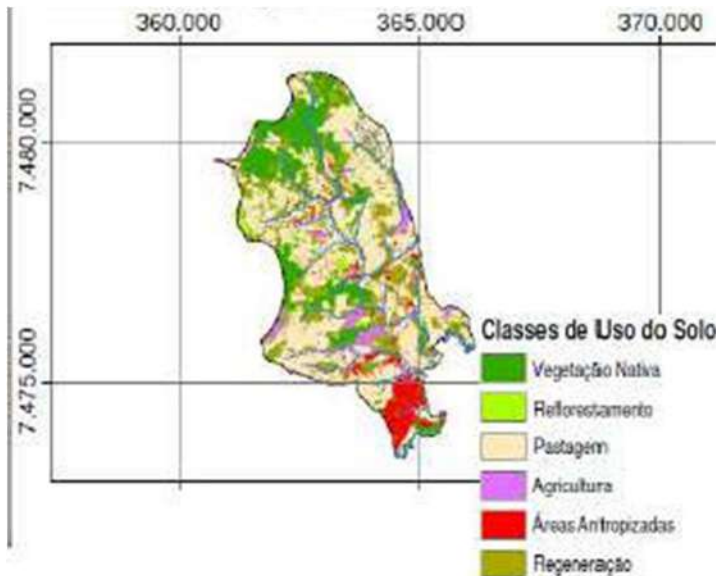 360.000 365.000 370.000
7.480.000
7.475.000
Classes de Uso do Solo
Vegetação Nativa
Reflorestamento
Pastagem
Agricultura
Áreas Antropizadas
Regeneração